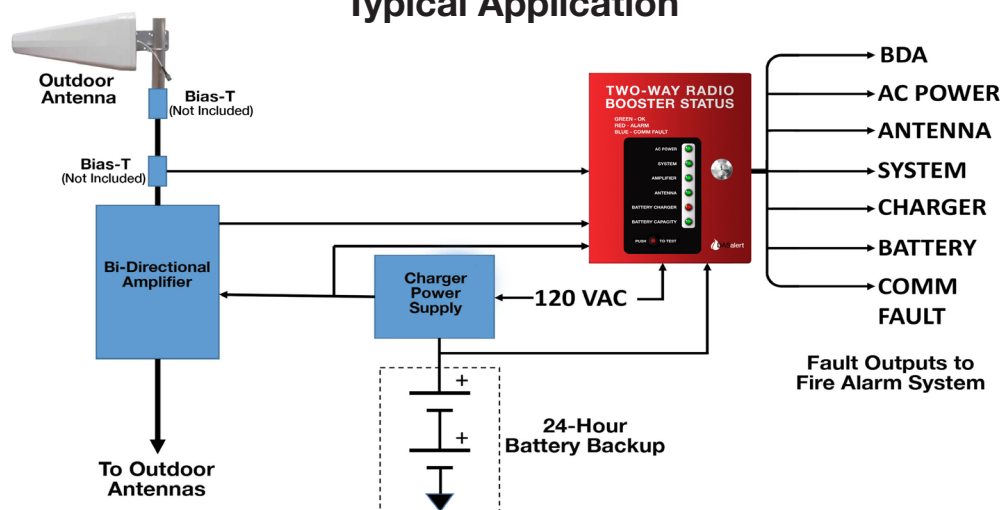 Typical Application
Outdoor
Antenna
Bias-T
(Not Included)
Bias-T
(Not Included)
Bi-Directional
Amplifier
To Outdoor
Antennas
Charger
Power
Supply
120 VAC
+
+
24-Hour
Battery Backup
TWO-WAY RADIO
BOOSTER STATUS
GREEN - OK
RED - ALARM
BLUE - COMM FAULT
AC POWER
SYSTEM
AMPLIFIER
ANTENNA
BATTERY CHARGER
BATTERY CAPACITY
PUSH TO TEST
BDA
AC POWER
ANTENNA
SYSTEM
CHARGER
BATTERY
COMM
FAULT
Fault Outputs to
Fire Alarm System